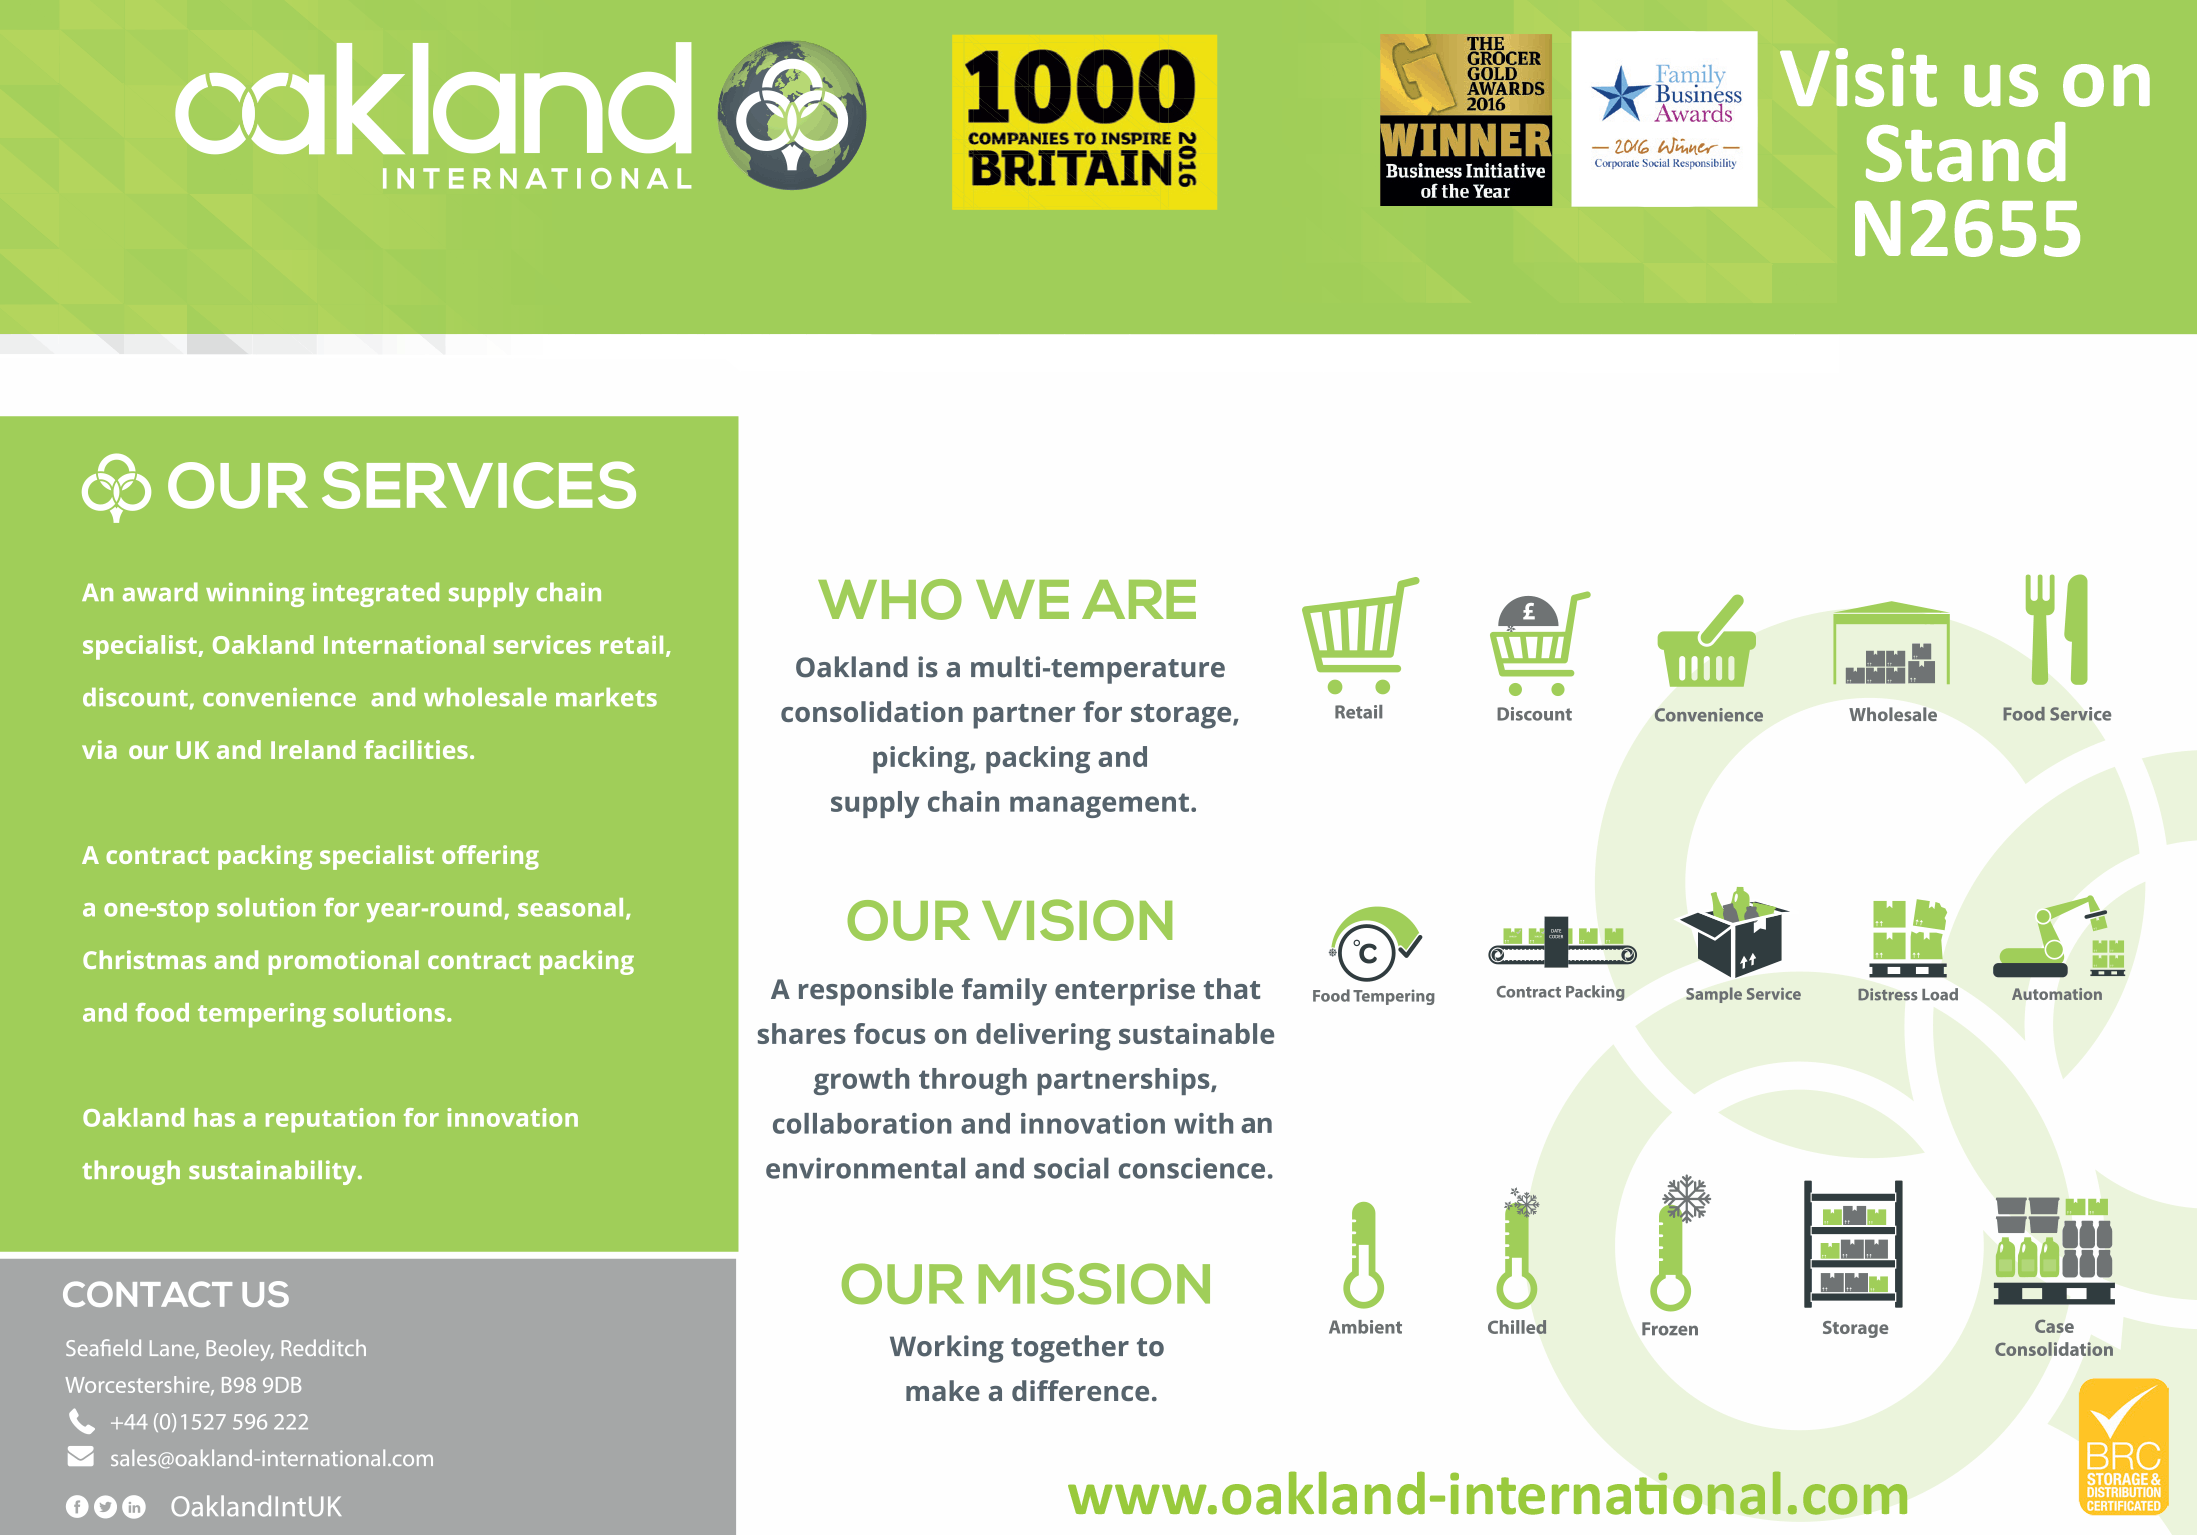 oakland
INTERNATIONAL
1000
COMPANIES TO INSPIRE
BRITAIN
2016
THE
GROCER
GOLD
AWARDS
2016
WINNER
Business Initiative
of the Year
Family
Business
Awards
— 2016 Winner —
Corporate Social Responsibility
Visit us on
Stand
N2655
OUR SERVICES
An award winning integrated supply chain
specialist, Oakland International services retail,
discount, convenience and wholesale markets
via our UK and Ireland facilities.
A contract packing specialist offering
a one-stop solution for year-round, seasonal,
Christmas and promotional contract packing
and food tempering solutions.
Oakland has a reputation for innovation
through sustainability.
CONTACT US
Seafield Lane, Beoley, Redditch
Worcestershire, B98 9DB
+44 (0)1527 596 222
sales@oakland-international.com
OaklandIntUK
WHO WE ARE
Oakland is a multi-temperature
consolidation partner for storage,
picking, packing and
supply chain management.
OUR VISION
A responsible family enterprise that
shares focus on delivering sustainable
growth through partnerships,
collaboration and innovation with an
environmental and social conscience.
OUR MISSION
Working together to
make a difference.
£
Retail
Discount
Convenience
Wholesale
Food Service
°C
DATE
CODER
Food Tempering
Contract Packing
Sample Service
Distress Load
Automation
Ambient
Chilled
Frozen
Storage
Case
Consolidation
www.oakland-international.com
BRC
STORAGE &
DISTRIBUTION
CERTIFICATED